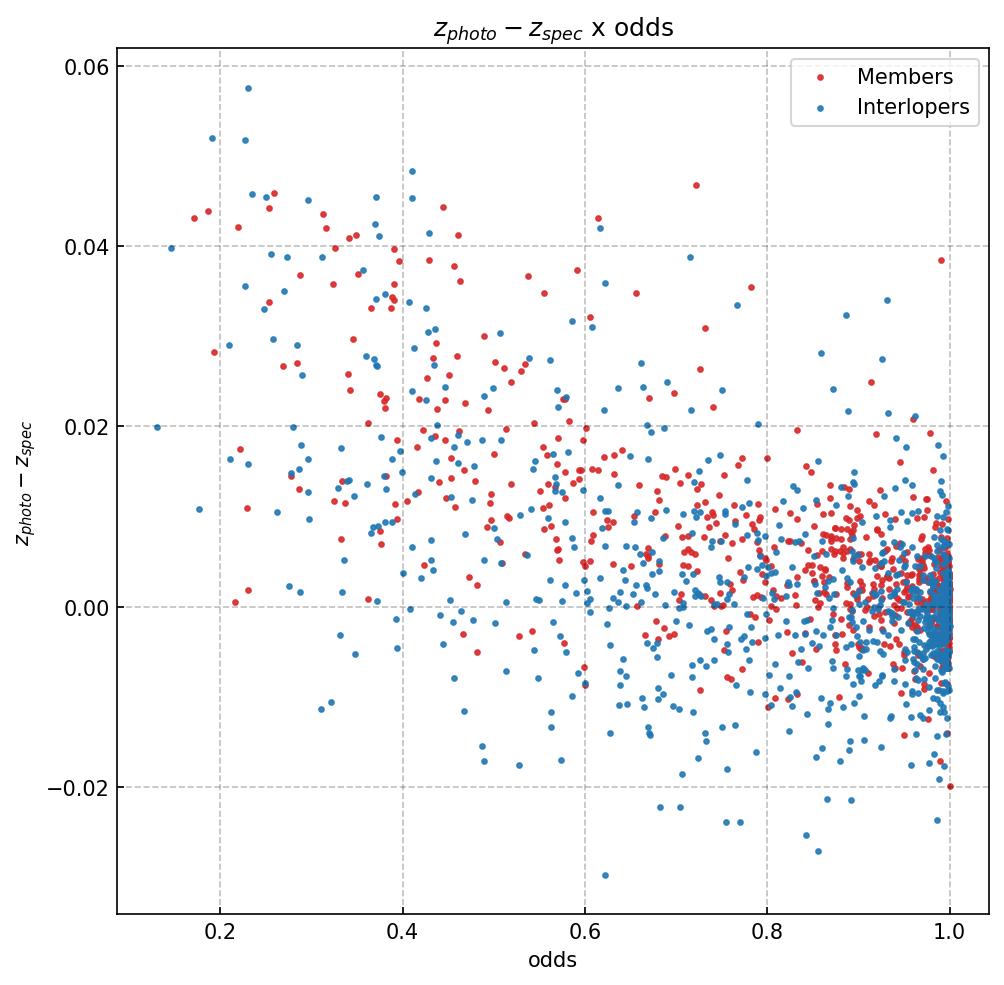 z_photo − z_spec x odds
Members
Interlopers
0.06
0.04
0.02
0.00
−0.02
z_photo − z_spec
0.2
0.4
0.6
0.8
1.0
odds